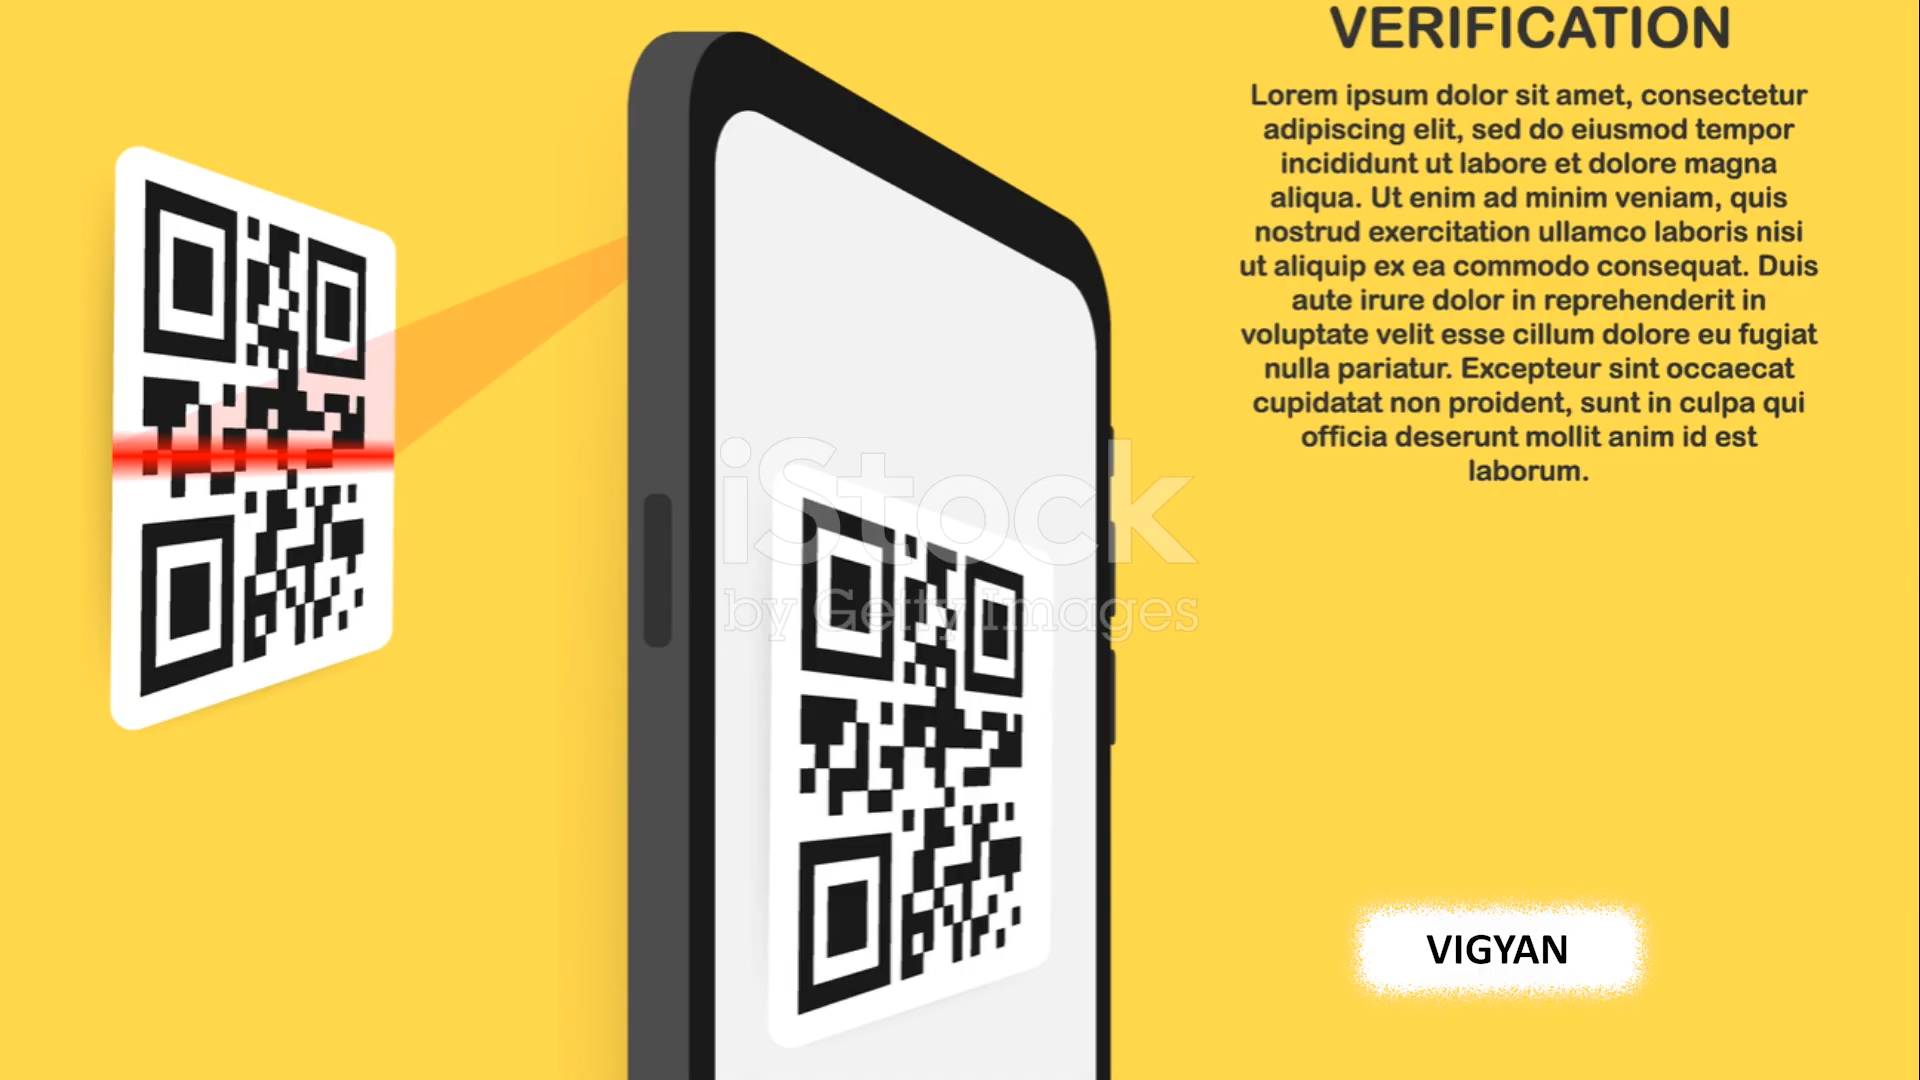 VERIFICATION
Lorem ipsum dolor sit amet, consectetur
adipiscing elit, sed do eiusmod tempor
incididunt ut labore et dolore magna
aliqua. Ut enim ad minim veniam, quis
nostrud exercitation ullamco laboris nisi
ut aliquip ex ea commodo consequat. Duis
aute irure dolor in reprehenderit in
voluptate velit esse cillum dolore eu fugiat
nulla pariatur. Excepteur sint occaecat
cupidatat non proident, sunt in culpa qui
officia deserunt mollit anim id est
laborum.
iStock
by Getty Images
VIGYAN